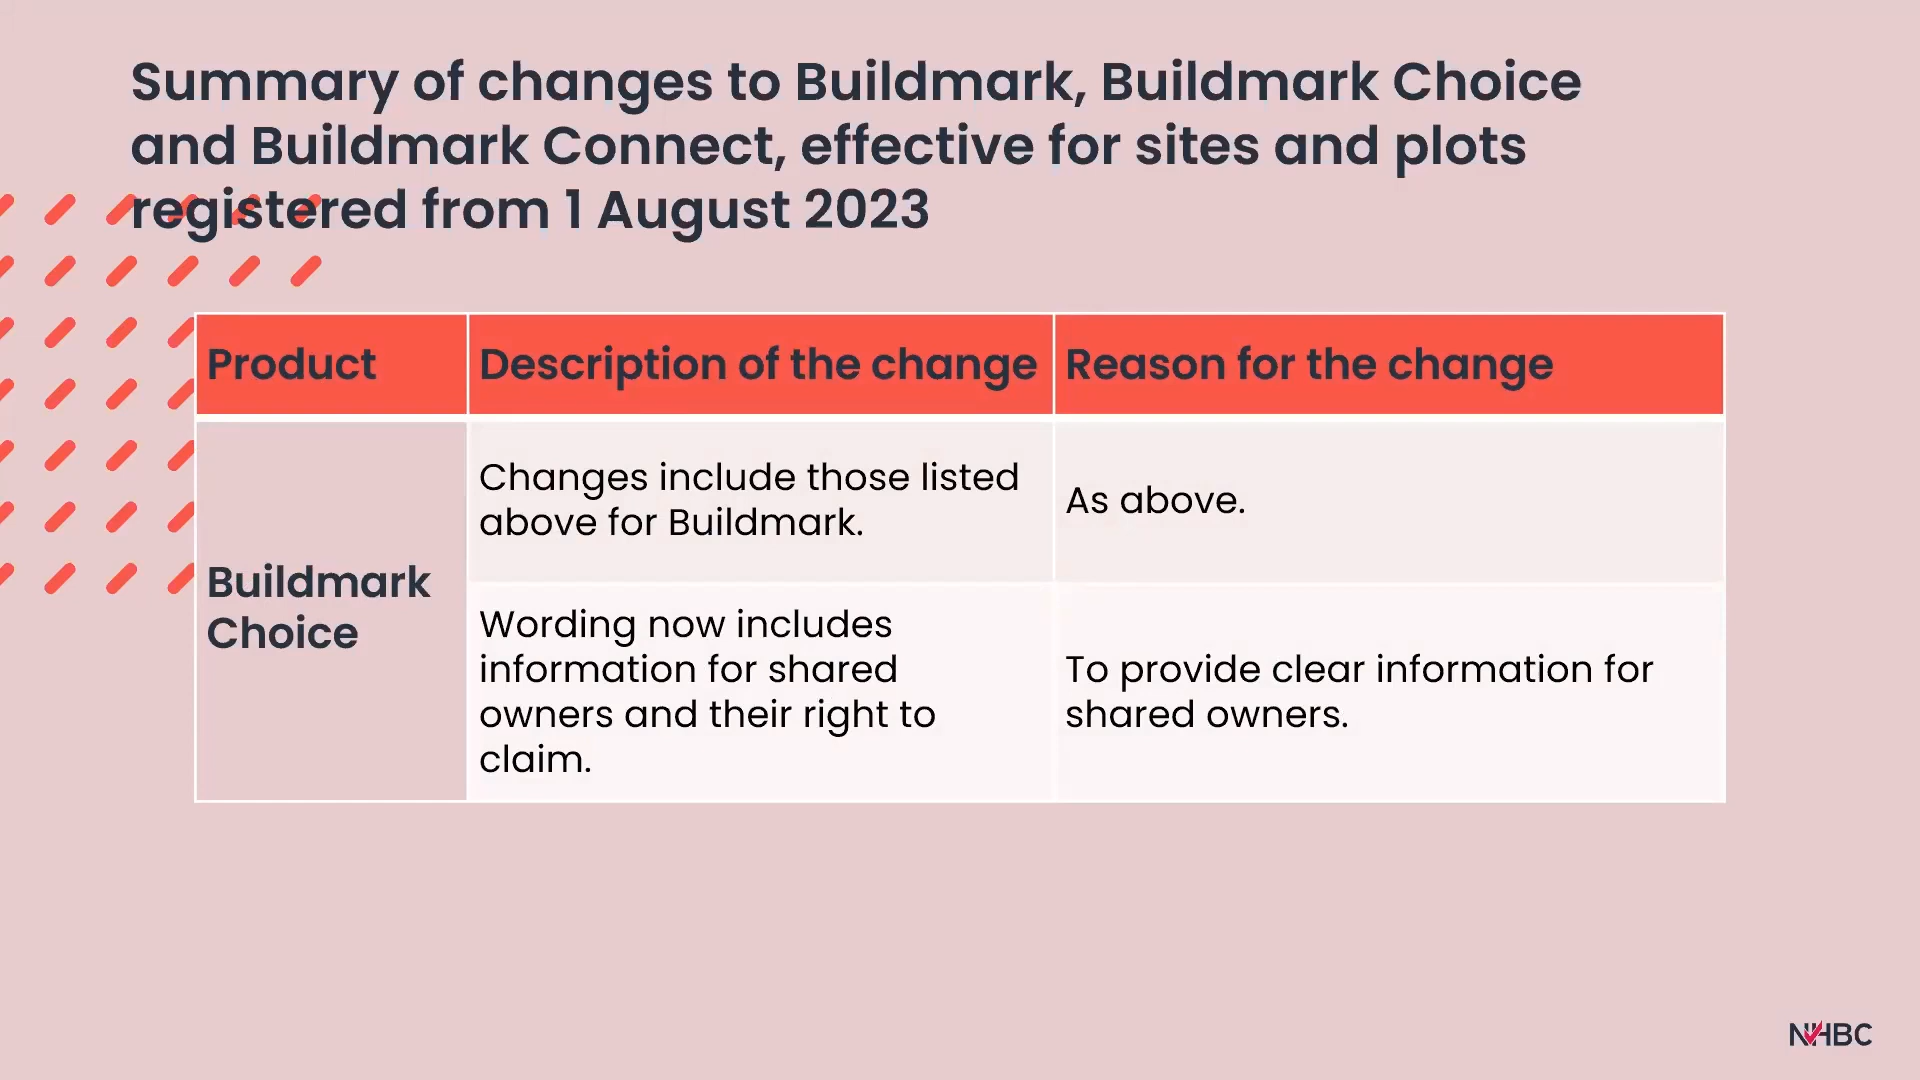 Summary of changes to Buildmark, Buildmark Choice
and Buildmark Connect, effective for sites and plots
registered from 1 August 2023
Product
Description of the change
Reason for the change
Buildmark
Choice
Changes include those listed
above for Buildmark.
As above.
Wording now includes
information for shared
owners and their right to
claim.
To provide clear information for
shared owners.
NHBC